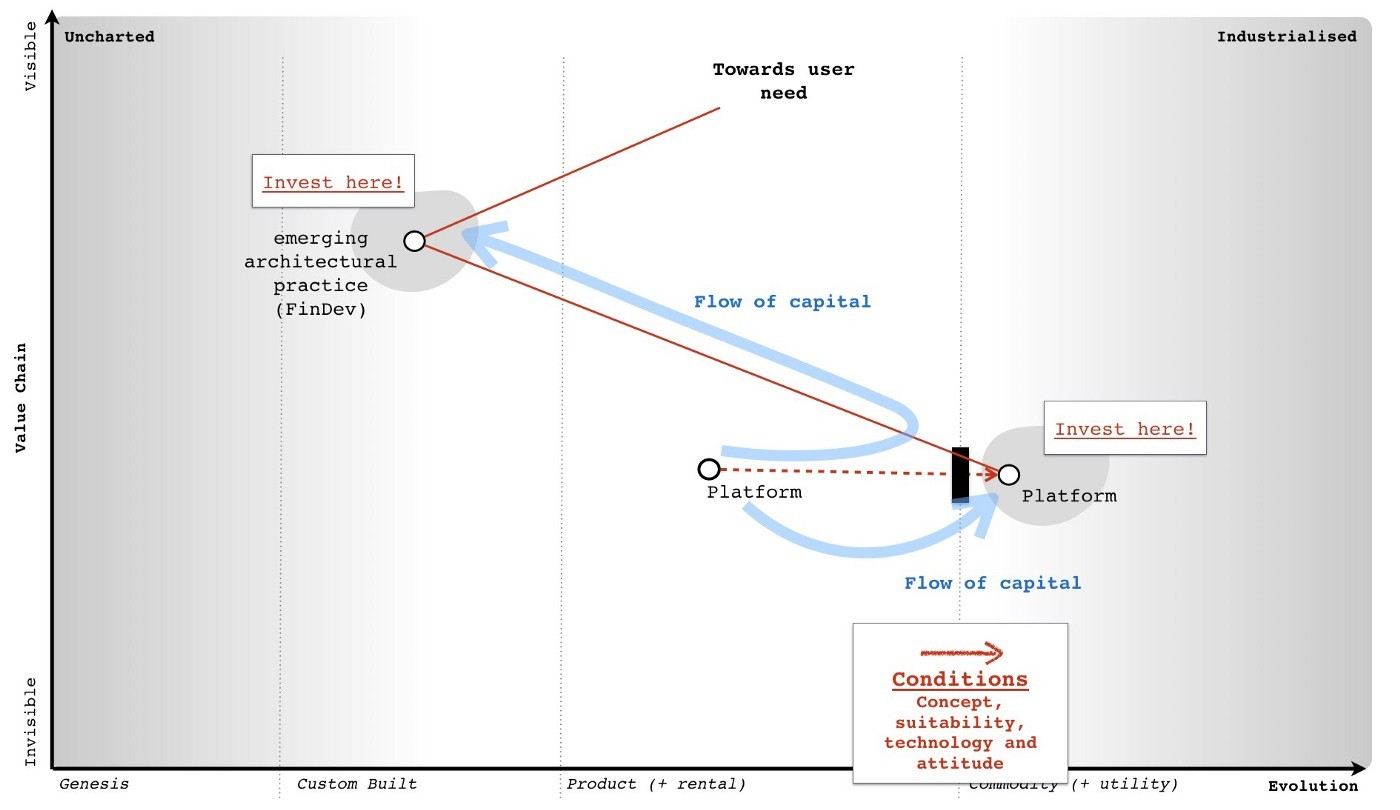 Visible
Uncharted
Industrialised
Towards user
need
Invest here!
emerging
architectural
practice
(FinDev)
Flow of capital
Value Chain
Invest here!
Platform
Platform
Flow of capital
Conditions
Concept,
suitability,
technology and
attitude
Invisible
Genesis
Custom Built
Product (+ rental)
Commodity (+ utility)
Evolution